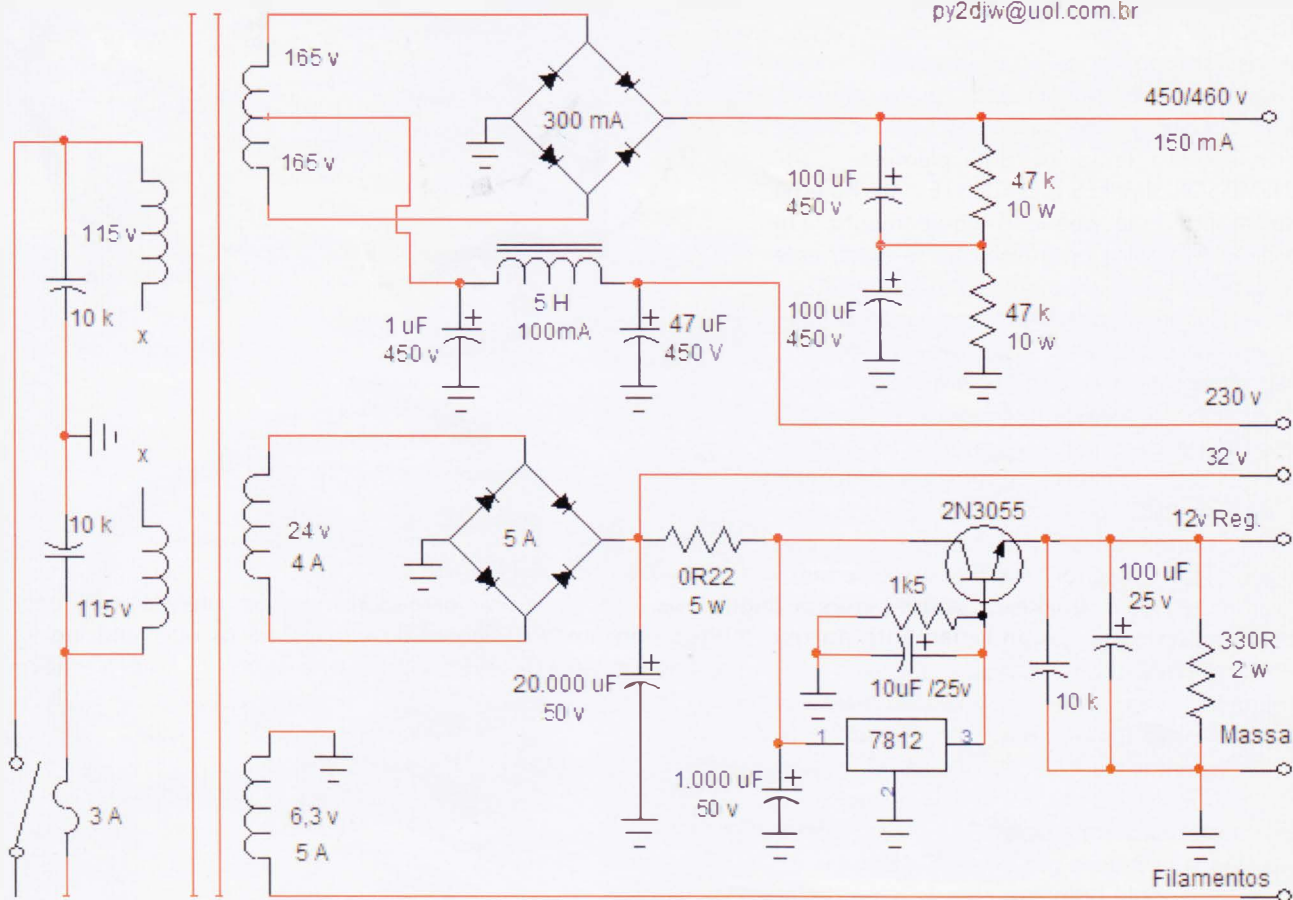 py2djw@uol.com.br
165 v
165 v
300 mA
450/460 v
150 mA
100 uF
450 v
47 k
10 w
100 uF
450 v
47 k
10 w
115 v
10 k
x
x
10 k
115 v
3 A
1 uF
450 v
5 H
100mA
47 uF
450 V
230 v
32 v
24 v
4 A
5 A
0R22
5 w
2N3055
12v Reg.
1k5
10uF /25v
100 uF
25 v
10 k
330R
2 w
20.000 uF
50 v
1 7812 3
2
1.000 uF
50 v
Massa
6,3 v
5 A
Filamentos